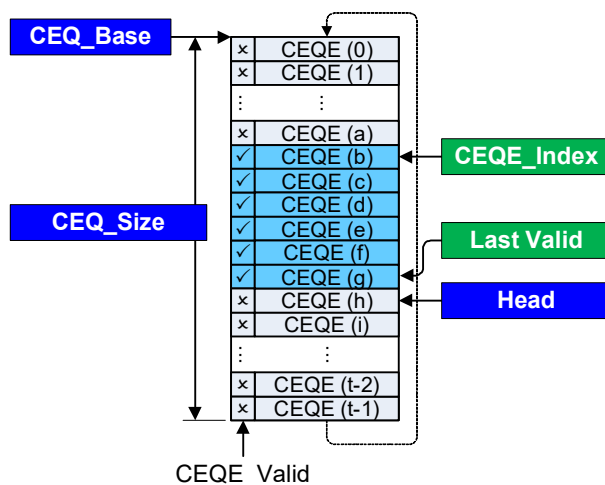 CEQ_Base
× CEQE (0)
× CEQE (1)
⋮ ⋮
× CEQE (a)
✓ CEQE (b)
CEQE_Index
✓ CEQE (c)
✓ CEQE (d)
CEQ_Size
✓ CEQE (e)
Last Valid
✓ CEQE (f)
✓ CEQE (g)
× CEQE (h)
Head
× CEQE (i)
⋮ ⋮
× CEQE (t-2)
× CEQE (t-1)
CEQE Valid